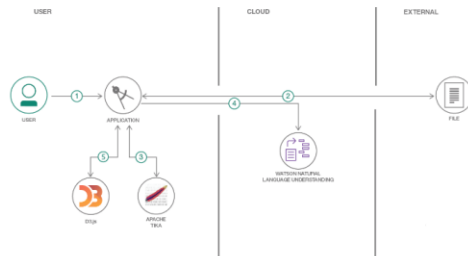 USER
CLOUD
EXTERNAL
1
2
4
USER
APPLICATION
FILE
5
3
WATSON NATURAL
LANGUAGE UNDERSTANDING
D3.js
APACHE
TIKA